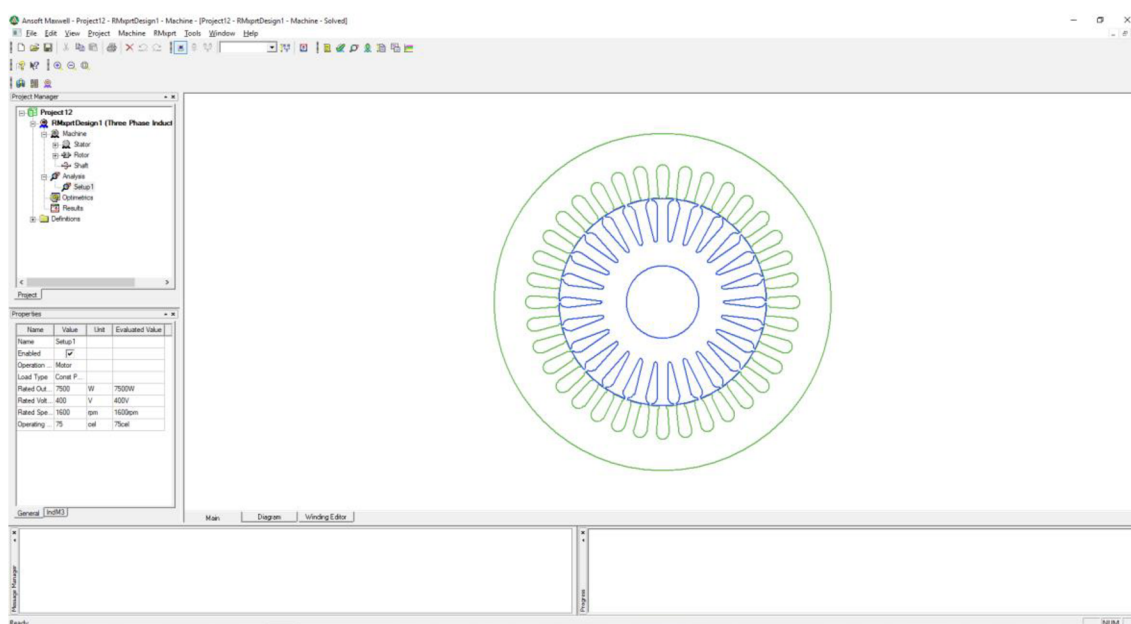 Ansoft Maxwell - Project12 - RMxprtDesign1 - Machine - [Project12 - RMxprtDesign1 - Machine - Solved]
File Edit View Project Machine RMxprt Tools Window Help
Project Manager
Project12
RMxprtDesign1 (Three Phase Induct
Machine
Stator
Rotor
Shaft
Analysis
Setup1
Optimetrics
Results
Definitions
Project
Properties
Name Value Unit Evaluated Value
Name Setup1
Enabled
Operation ... Motor
Load Type Const P...
Rated Out... 7500 W 7500W
Rated Volt... 400 V 400V
Rated Spe... 1600 rpm 1600rpm
Operating ... 75 cel 75cel
General IndM3
Main Diagram Winding Editor
Message Manager
Progress
Ready NUM